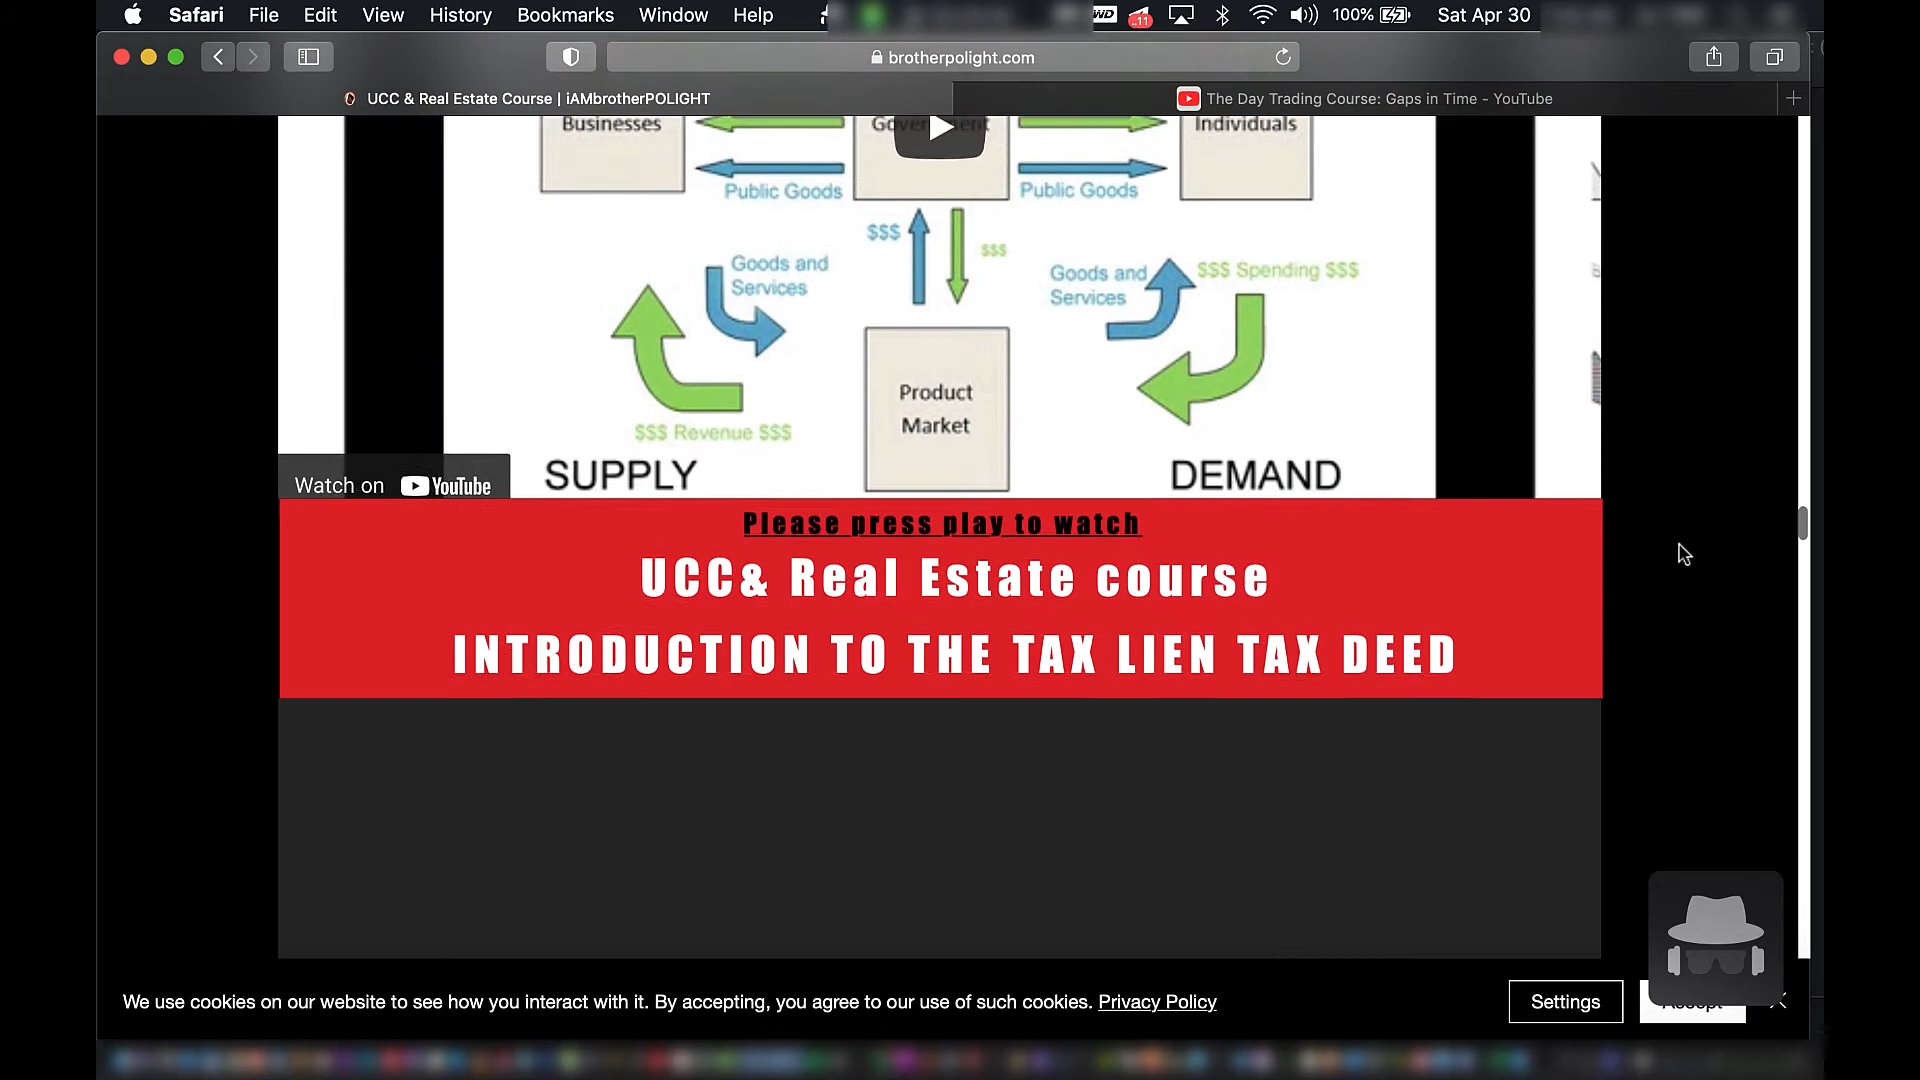 Safari File Edit View History Bookmarks Window Help 11 100% Sat Apr 30
brotherpolight.com
UCC & Real Estate Course | iAMbrotherPOLIGHT
The Day Trading Course: Gaps in Time - YouTube
Businesses
Government
Individuals
Public Goods
Public Goods
$$$
$$$
Goods and
Services
Goods and
Services
$$$ Spending $$$
Product
Market
$$$ Revenue $$$
SUPPLY
DEMAND
Watch on YouTube
Please press play to watch
UCC& Real Estate course
INTRODUCTION TO THE TAX LIEN TAX DEED
We use cookies on our website to see how you interact with it. By accepting, you agree to our use of such cookies. Privacy Policy
Settings
Accept